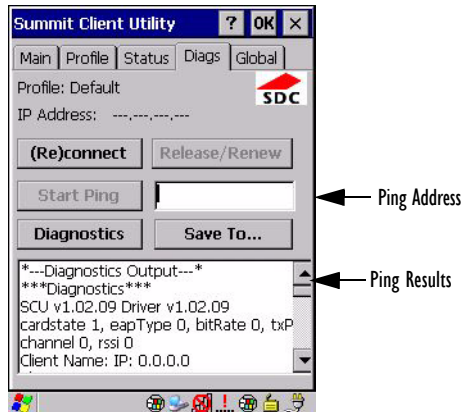 Summit Client Utility ? OK ×
Main Profile Status Diags Global
Profile: Default
SDC
IP Address: ---.---.---.---
(Re)connect Release/Renew
Start Ping
Ping Address
Diagnostics Save To...
*---Diagnostics Output---*
Ping Results
***Diagnostics***
SCU v1.02.09 Driver v1.02.09
cardstate 1, eapType 0, bitRate 0, txP
channel 0, rssi 0
Client Name: IP: 0.0.0.0